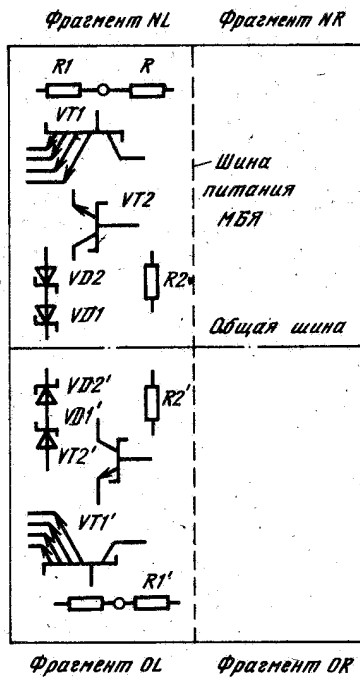 Фрагмент NL Фрагмент NR
R1 R
VT1
Шина
питания
МБЯ
VT2
VD2
R2
VD1
Общая шина
VD2'
R2'
VD1'
VT2'
VT1'
R1'
Фрагмент OL Фрагмент OR